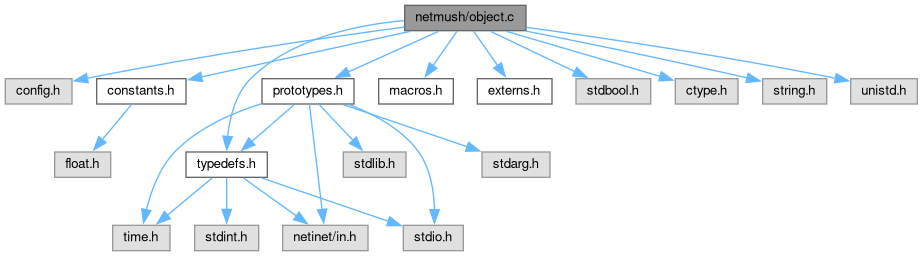 netmush/object.c
config.h
constants.h
prototypes.h
macros.h
externs.h
stdbool.h
ctype.h
string.h
unistd.h
float.h
typedefs.h
stdlib.h
stdarg.h
time.h
stdint.h
netinet/in.h
stdio.h